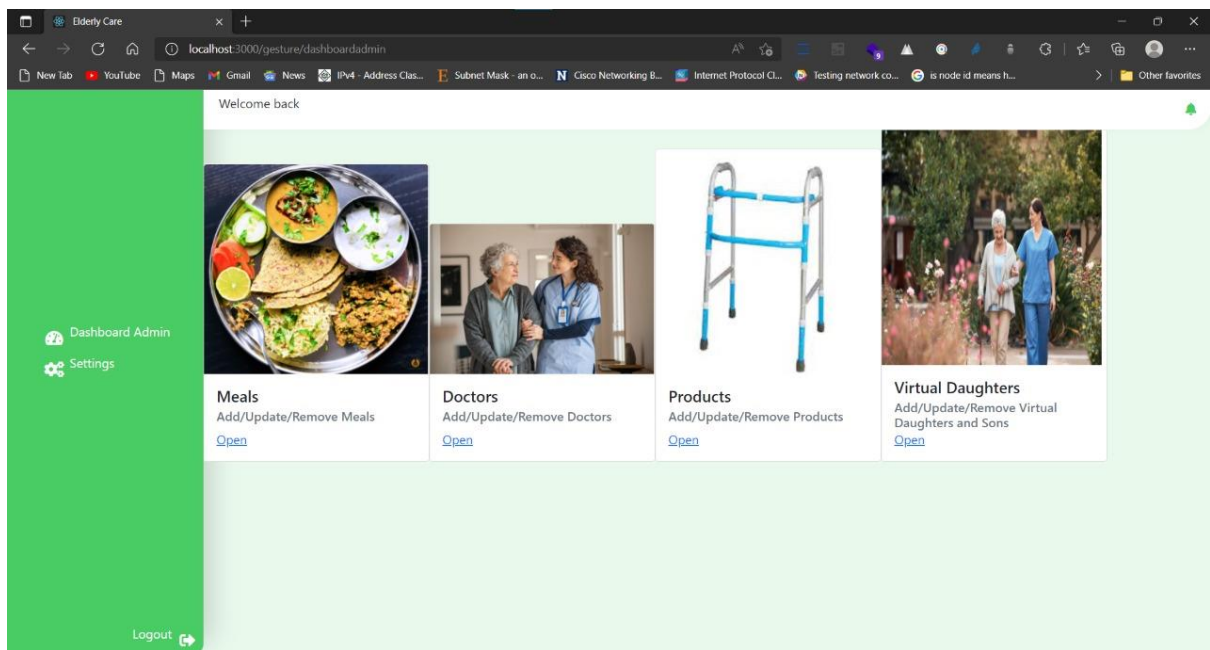 Elderly Care
localhost:3000/gesture/dashboardadmin
New Tab
YouTube
Maps
Gmail
News
IPv4 - Address Clas...
Subnet Mask - an o...
Cisco Networking B...
Internet Protocol Cl...
Testing network co...
is node id means h...
Other favorites
Welcome back
Dashboard Admin
Settings
Logout
Meals
Add/Update/Remove Meals
Open
Doctors
Add/Update/Remove Doctors
Open
Products
Add/Update/Remove Products
Open
Virtual Daughters
Add/Update/Remove Virtual
Daughters and Sons
Open